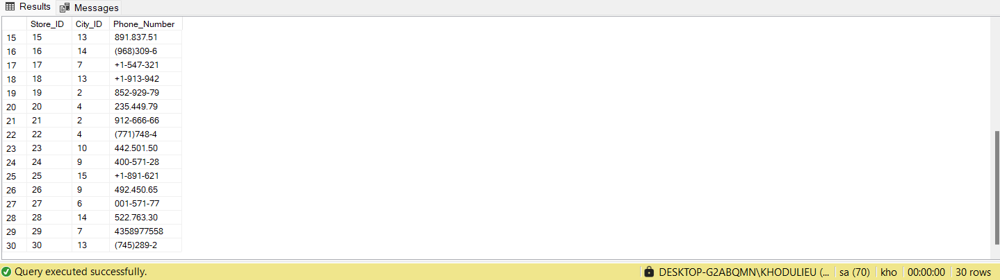 Results Messages
Store_ID City_ID Phone_Number
15 15 13 891.837.51
16 16 14 (968)309-6
17 17 7 +1-547-321
18 18 13 +1-913-942
19 19 2 852-929-79
20 20 4 235.449.79
21 21 2 912-666-66
22 22 4 (771)748-4
23 23 10 442.501.50
24 24 9 400-571-28
25 25 15 +1-891-621
26 26 9 492.450.65
27 27 6 001-571-77
28 28 14 522.763.30
29 29 7 4358977558
30 30 13 (745)289-2
Query executed successfully. DESKTOP-G2ABQMN\KHODULIEU (... sa (70) kho 00:00:00 30 rows